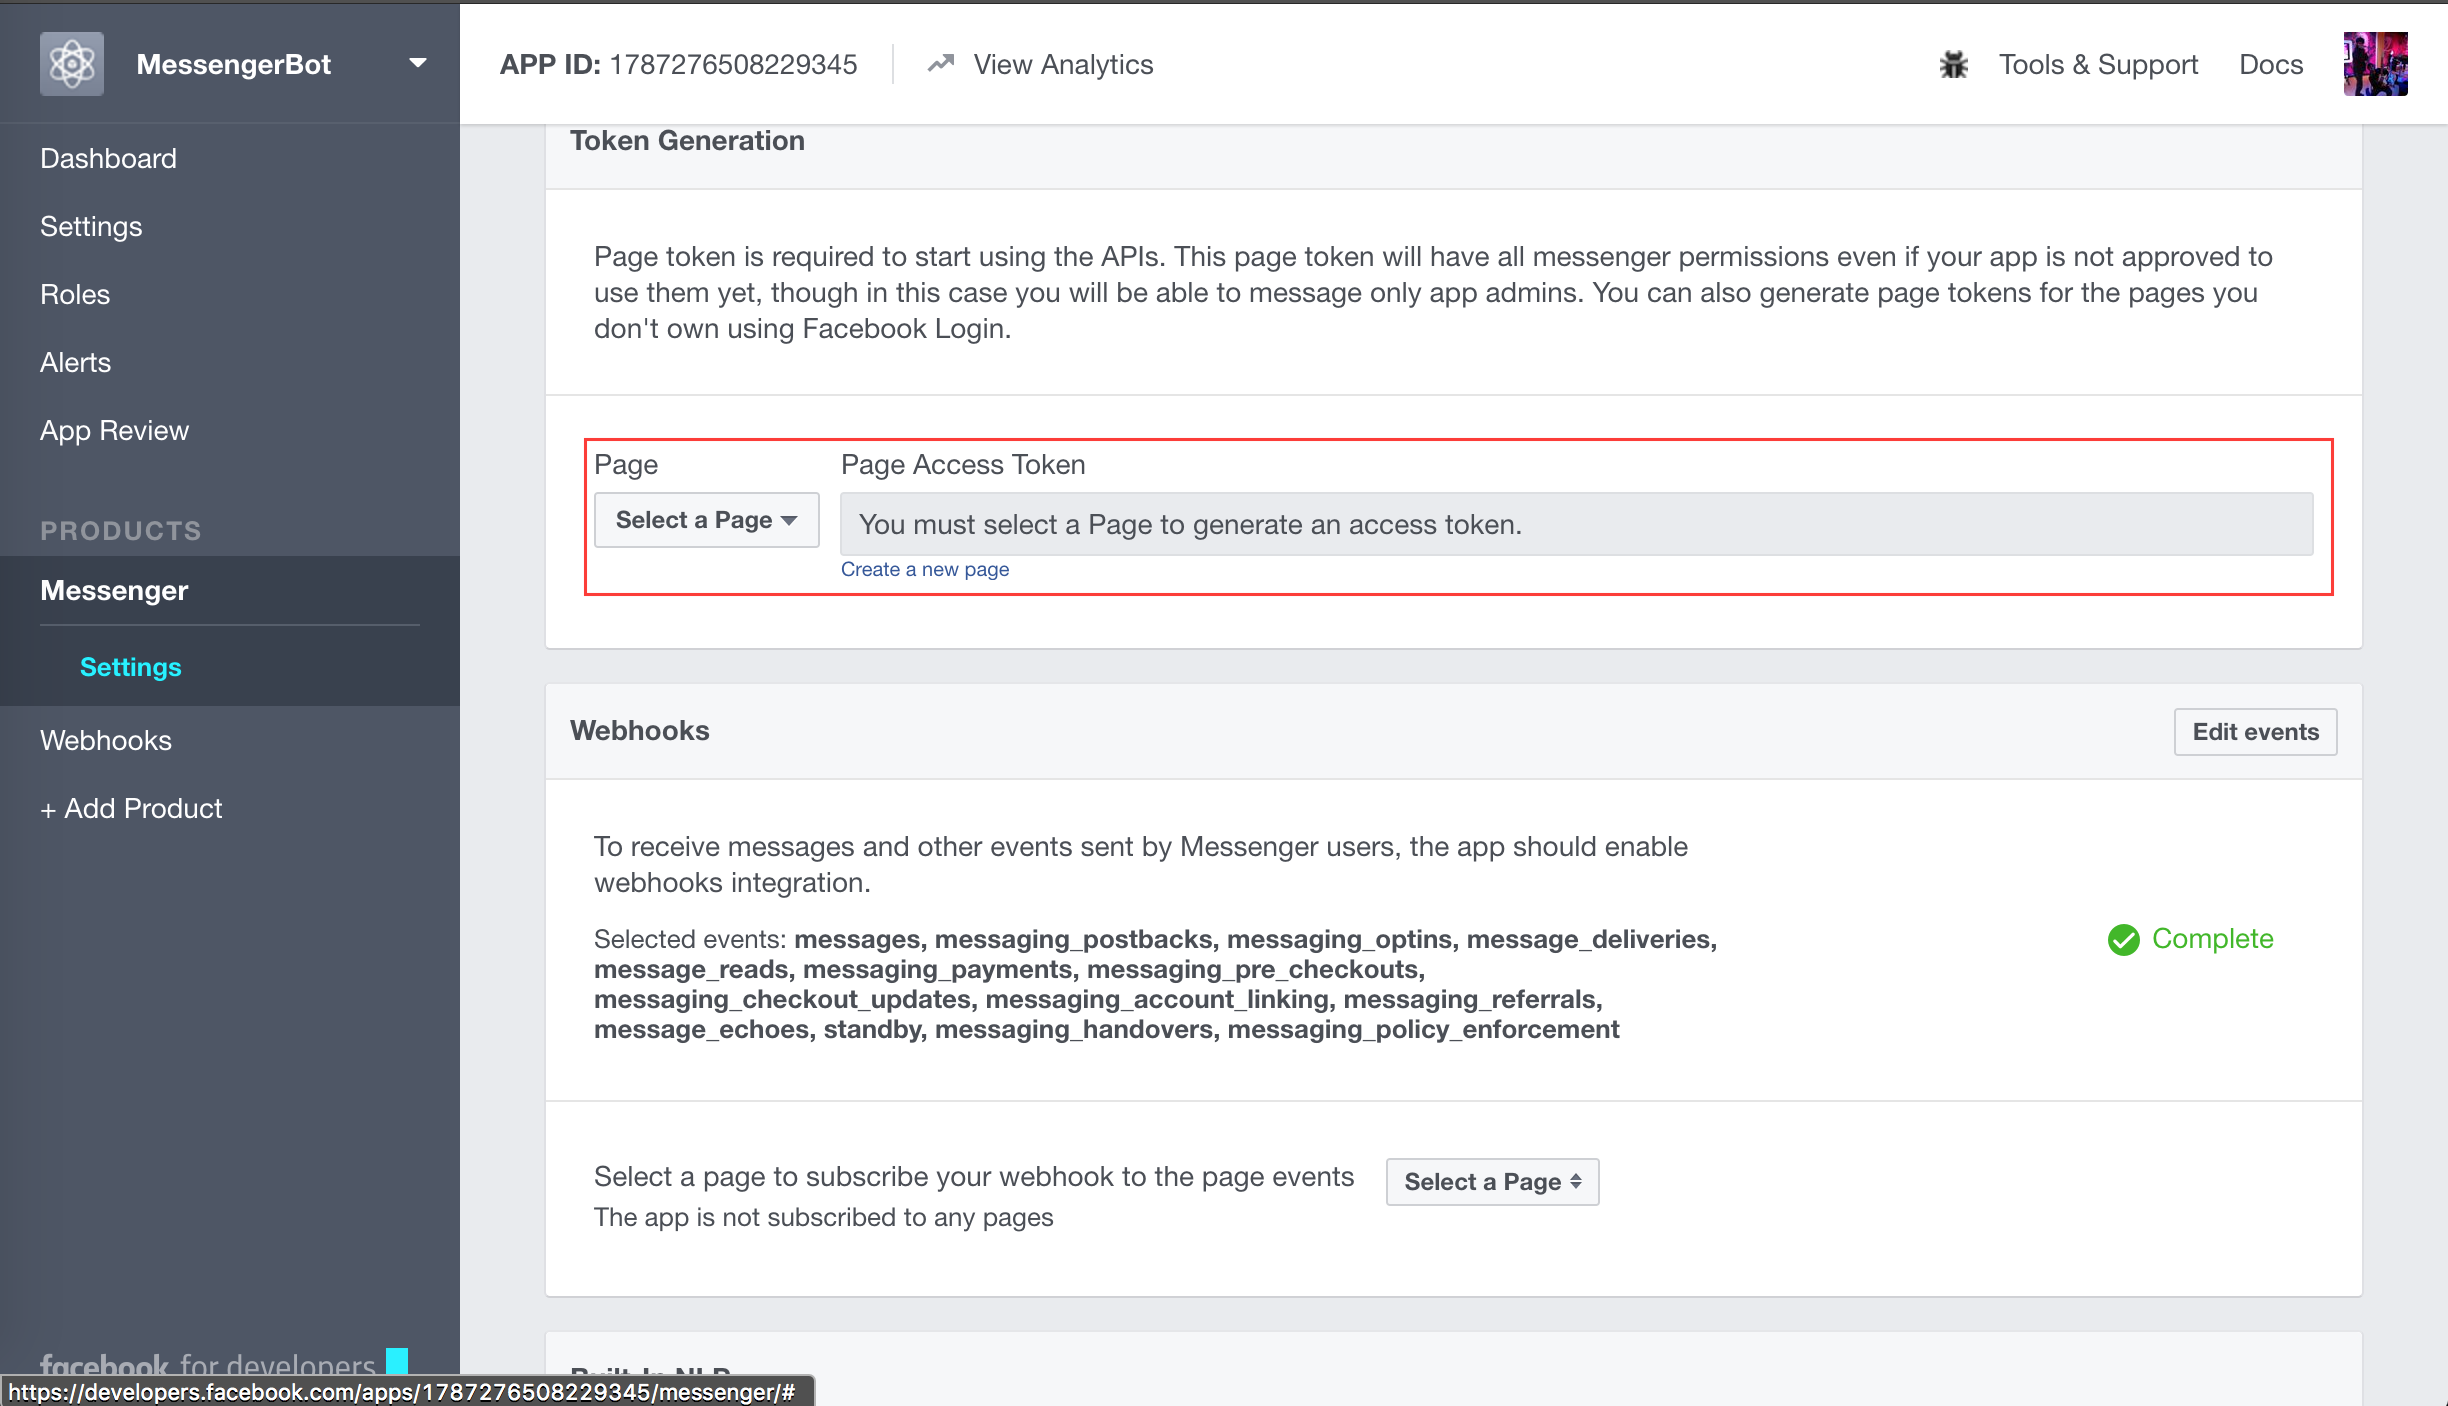 MessengerBot
APP ID: 1787276508229345
View Analytics
Tools & Support
Docs
Dashboard
Settings
Roles
Alerts
App Review
PRODUCTS
Messenger
Settings
Webhooks
+ Add Product
facebook for developers
https://developers.facebook.com/apps/1787276508229345/messenger/#
Token Generation
Page token is required to start using the APIs. This page token will have all messenger permissions even if your app is not approved to
use them yet, though in this case you will be able to message only app admins. You can also generate page tokens for the pages you
don't own using Facebook Login.
Page
Page Access Token
Select a Page
You must select a Page to generate an access token.
Create a new page
Webhooks
Edit events
To receive messages and other events sent by Messenger users, the app should enable
webhooks integration.
Selected events: messages, messaging_postbacks, messaging_optins, message_deliveries,
message_reads, messaging_payments, messaging_pre_checkouts,
messaging_checkout_updates, messaging_account_linking, messaging_referrals,
message_echoes, standby, messaging_handovers, messaging_policy_enforcement
Complete
Select a page to subscribe your webhook to the page events
Select a Page
The app is not subscribed to any pages
Built-In NLP